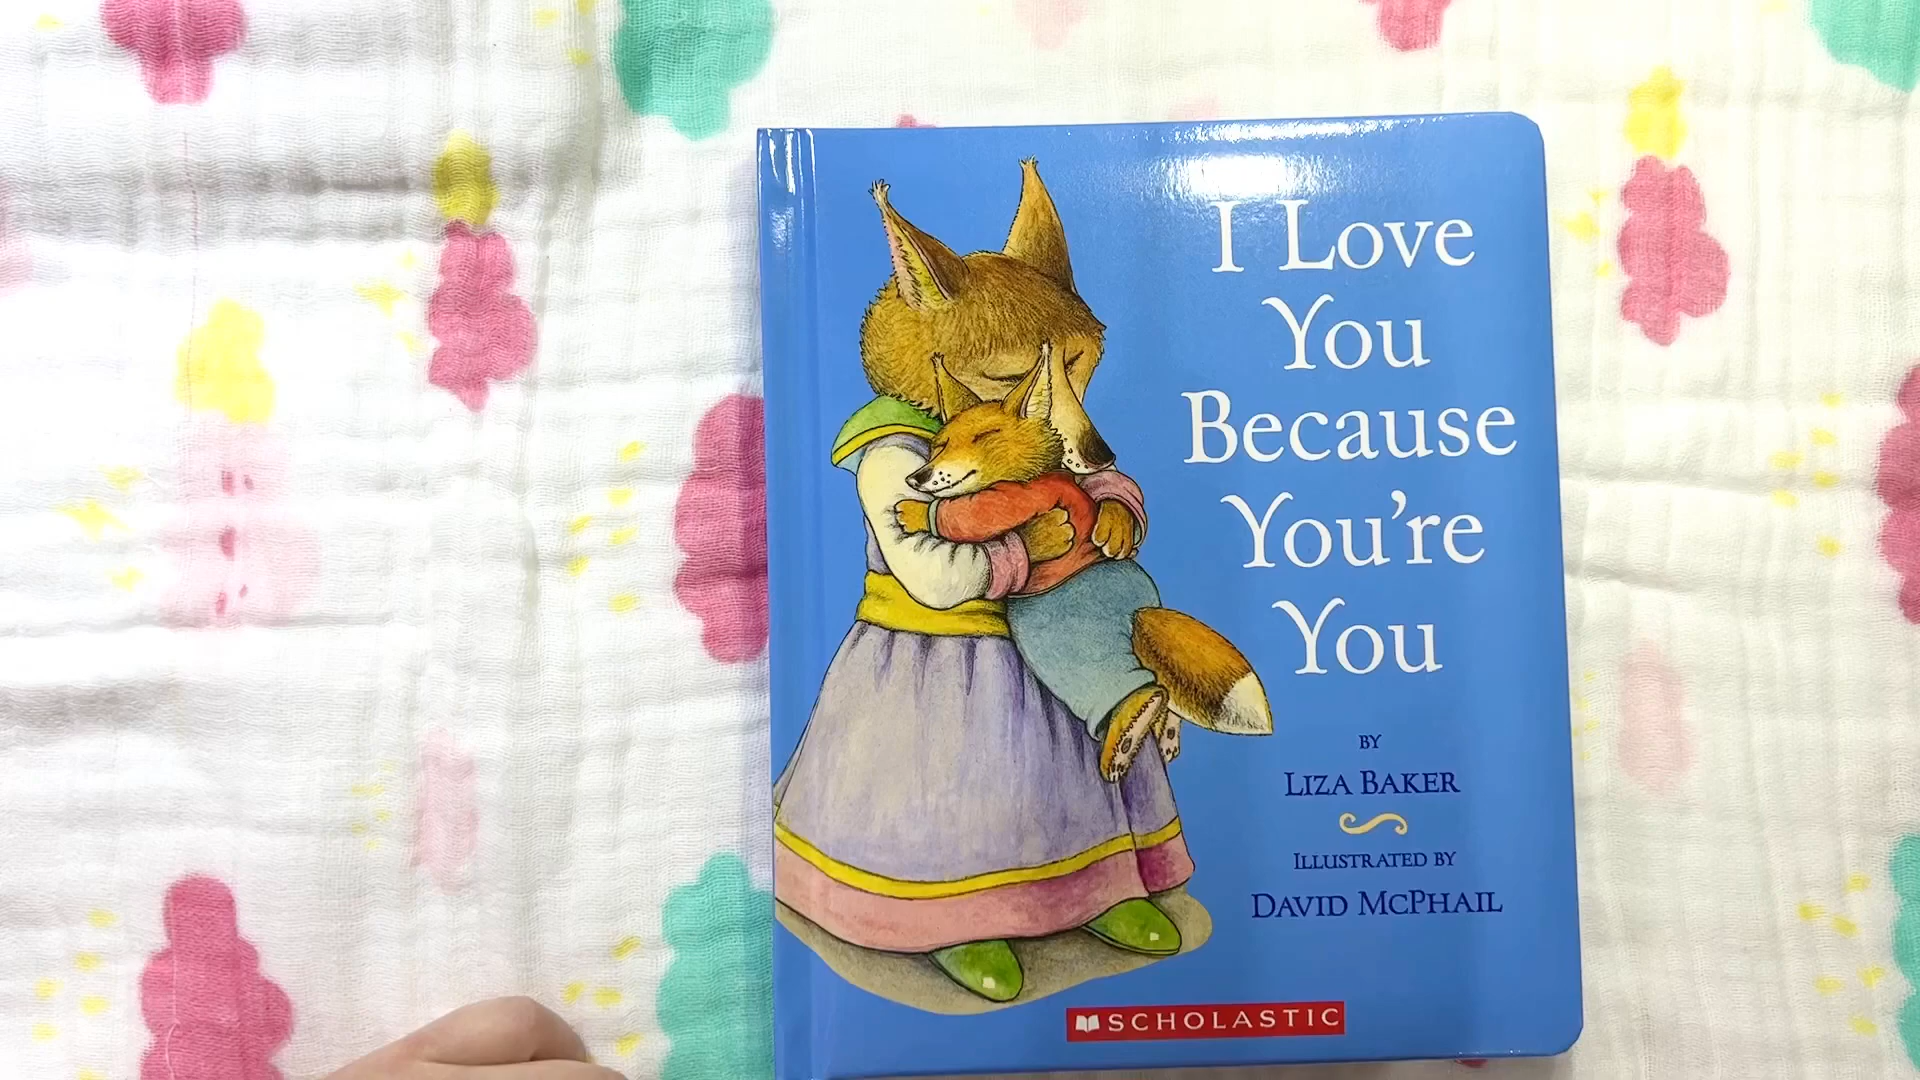 I Love
You
Because
You're
You
BY
LIZA BAKER
ILLUSTRATED BY
DAVID MCPHAIL
SCHOLASTIC